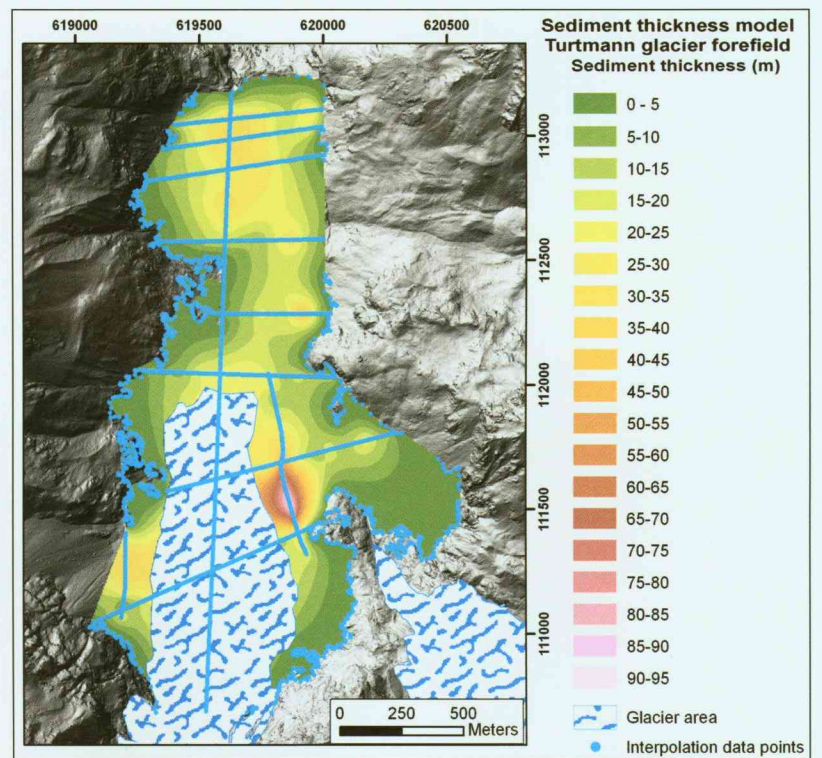 619000 619500 620000 620500
Sediment thickness model
Turtmann glacier forefield
Sediment thickness (m)
0 - 5
5-10
10-15
15-20
20-25
25-30
30-35
35-40
40-45
45-50
50-55
55-60
60-65
65-70
70-75
75-80
80-85
85-90
90-95
Glacier area
Interpolation data points
113000
112500
112000
111500
111000
0 250 500
Meters